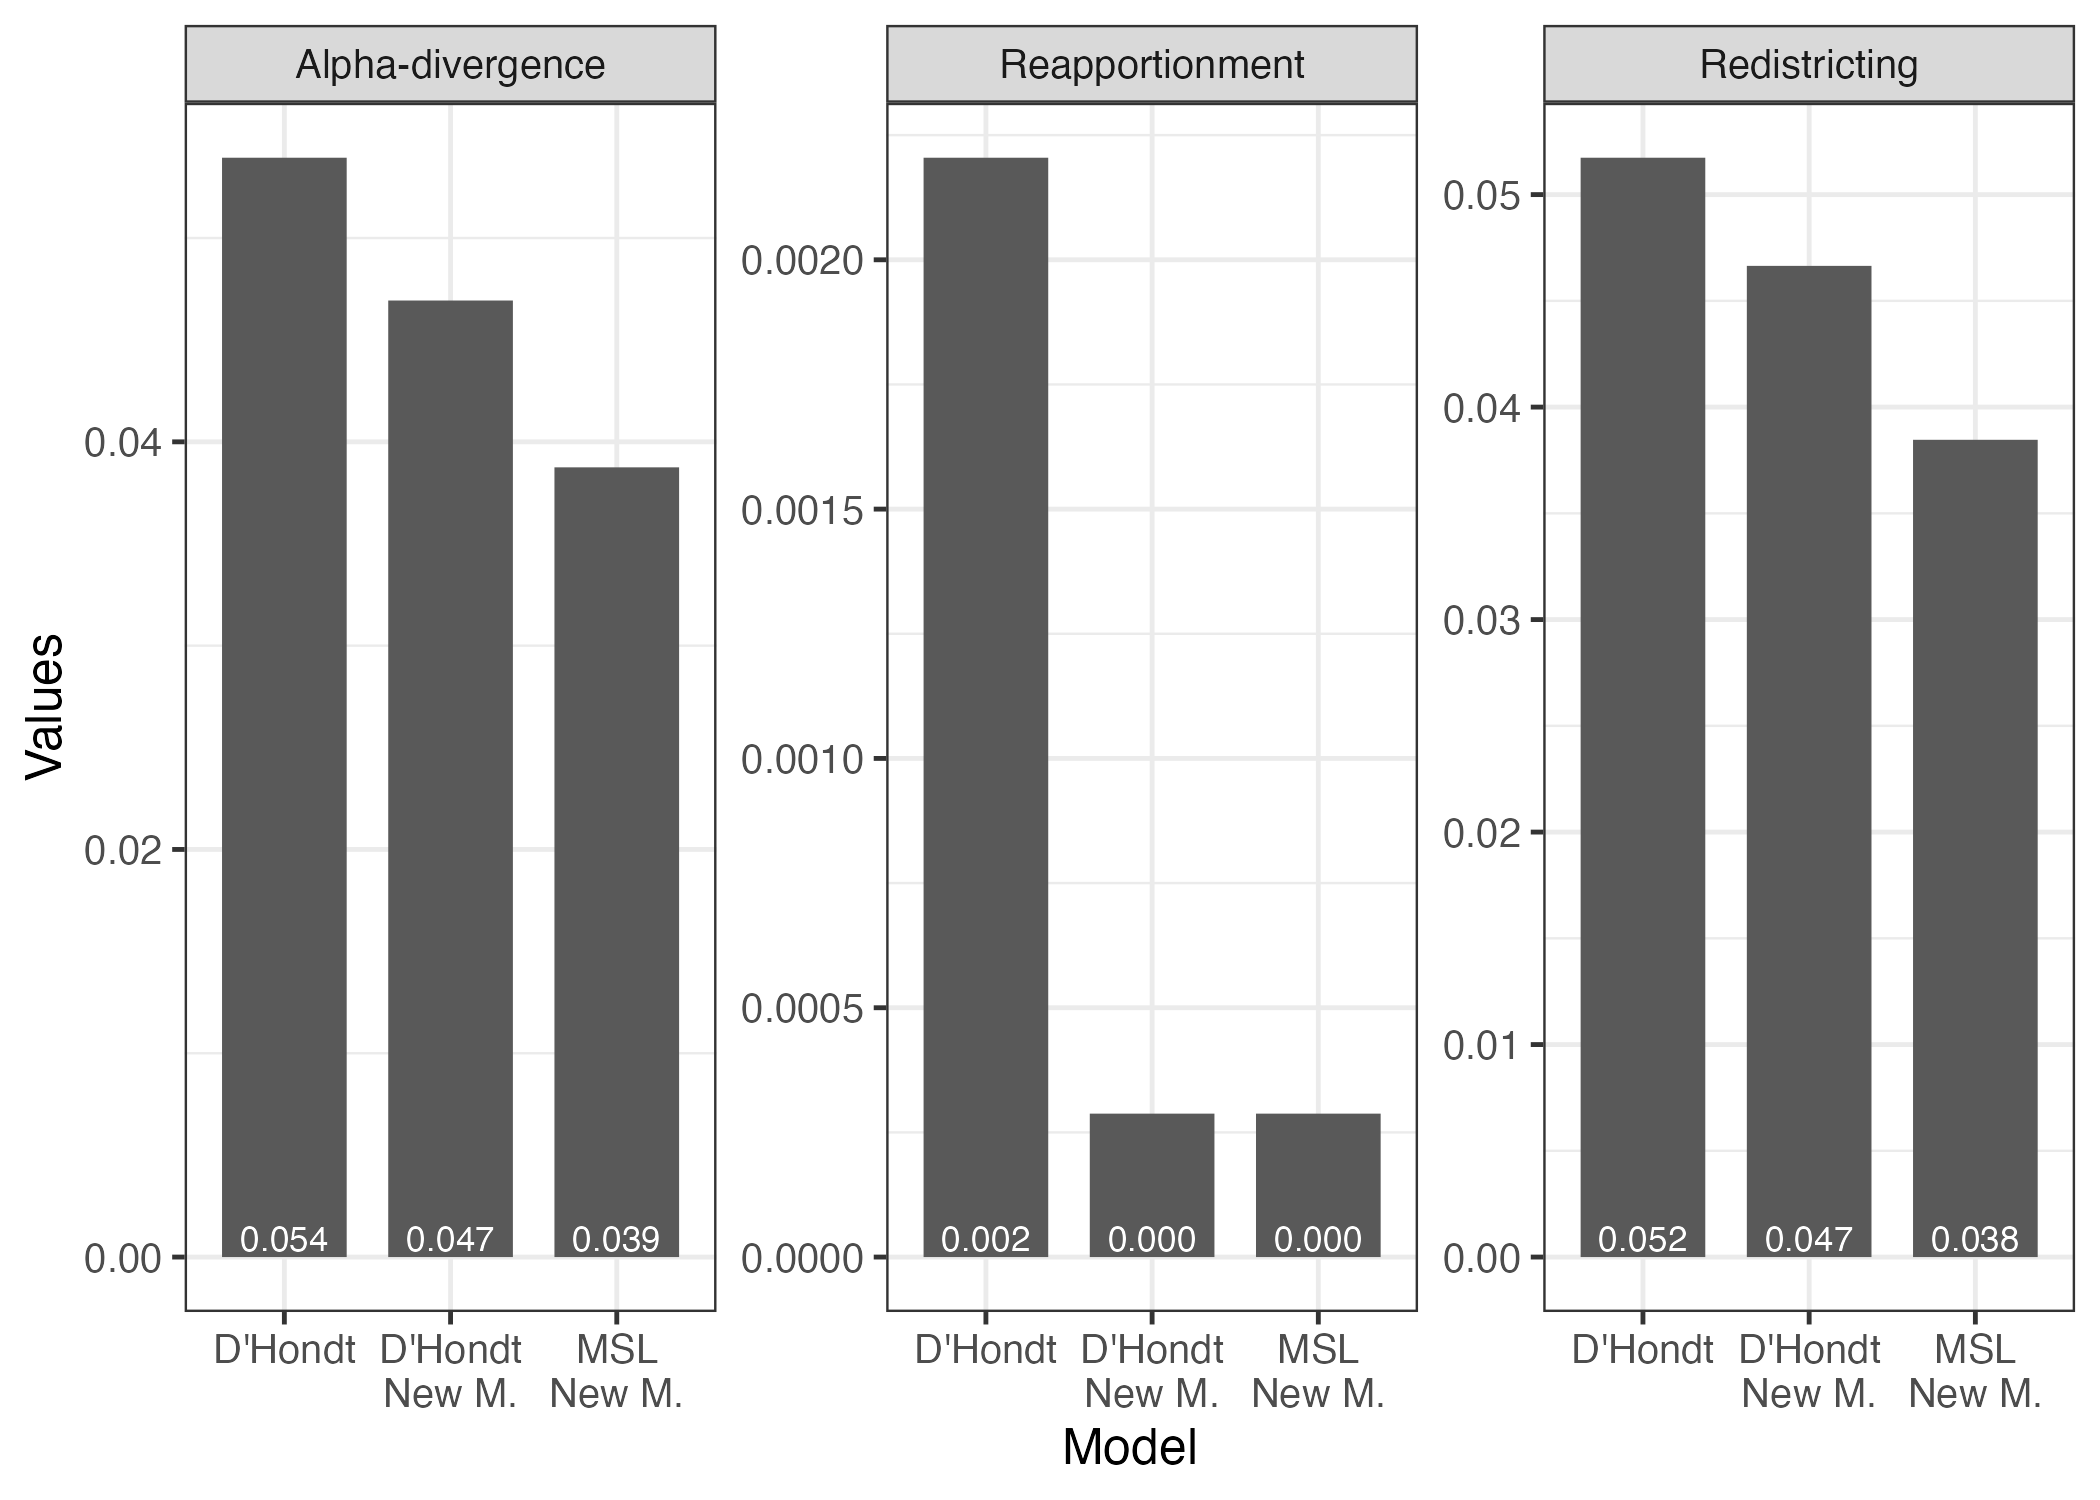 Alpha-divergence
Reapportionment
Redistricting
Values
0.04
0.02
0.00
0.054
0.047
0.039
D'Hondt
D'Hondt
New M.
MSL
New M.
0.0020
0.0015
0.0010
0.0005
0.0000
0.002
0.000
0.000
D'Hondt
D'Hondt
New M.
MSL
New M.
0.05
0.04
0.03
0.02
0.01
0.00
0.052
0.047
0.038
D'Hondt
D'Hondt
New M.
MSL
New M.
Model